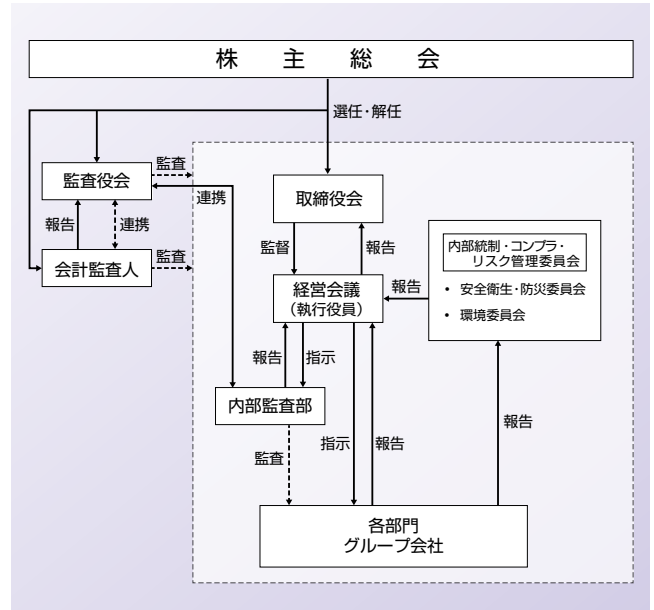 株主総会
選任・解任
監査役会
監査
連携
取締役会
報告
連携
監督
報告
会計監査人
監査
内部統制・コンプラ・
リスク管理委員会
• 安全衛生・防災委員会
• 環境委員会
経営会議
（執行役員）
報告
報告
指示
内部監査部
監査
指示
報告
報告
各部門
グループ会社